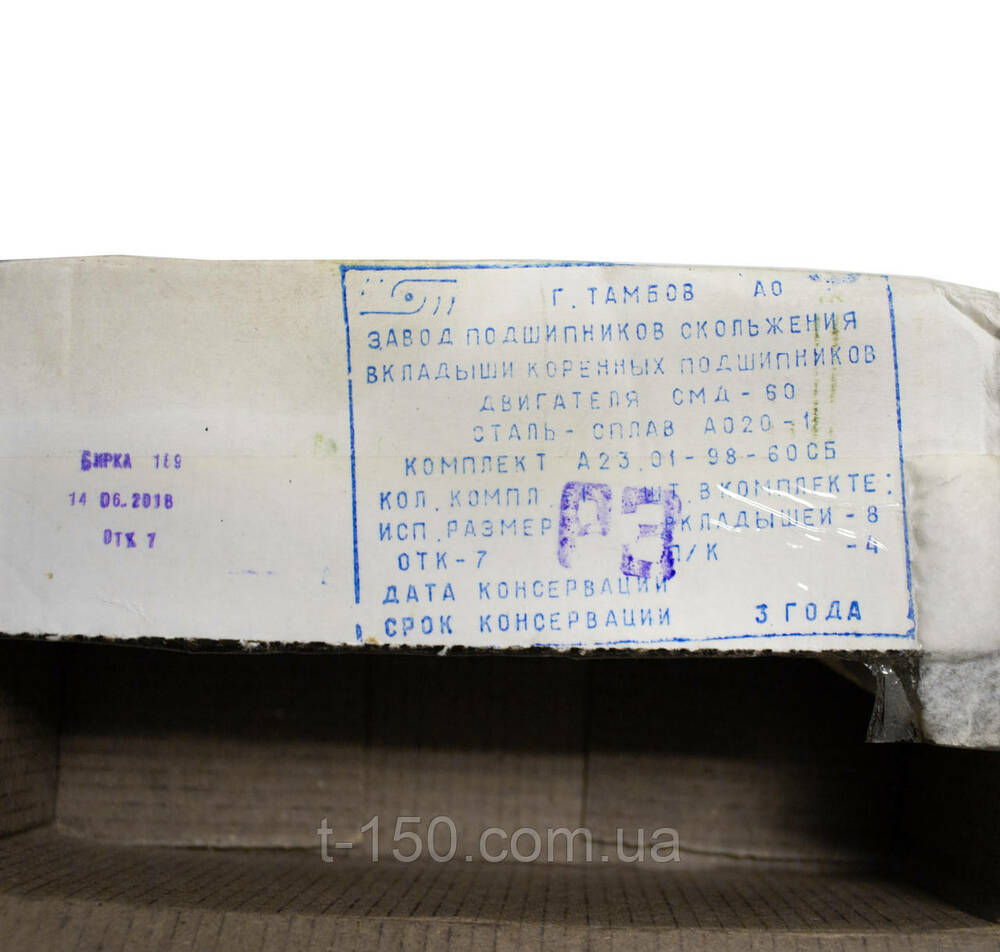 Г. ТАМБОВ АО
ЗАВОД ПОДШИПНИКОВ СКОЛЬЖЕНИЯ
ВКЛАДЫШИ КОРЕННЫХ ПОДШИПНИКОВ
ДВИГАТЕЛЯ СМД-60
СТАЛЬ- СПЛАВ АО20-1
КОМПЛЕКТ А23.01-98-60СБ
КОЛ. КОМПЛ ШТ. В КОМПЛЕКТЕ:
ИСП. РАЗМЕР ВКЛАДЫШЕЙ - 8
ОТК-7 П/К -4
ДАТА КОНСЕРВАЦИИ
СРОК КОНСЕРВАЦИИ 3 ГОДА
Р3
БИРКА 189
14 06.2018
ОТК 7
t-150.com.ua